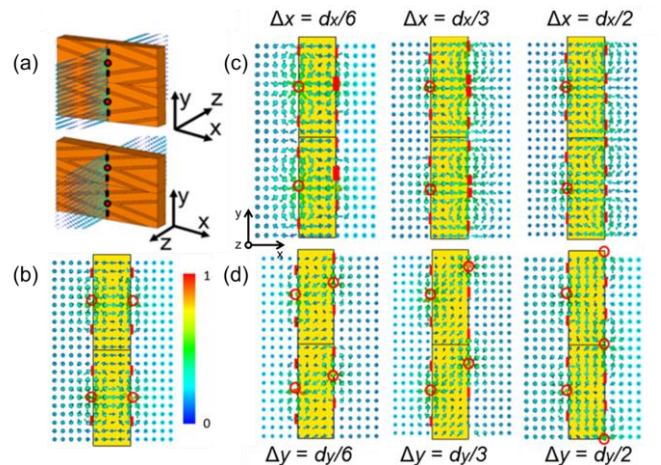 Δx = dx/6
Δx = dx/3
Δx = dx/2
(a)
(c)
y
z
x
y
x
z
y
z
x
(b)
1
0
(d)
Δy = dy/6
Δy = dy/3
Δy = dy/2